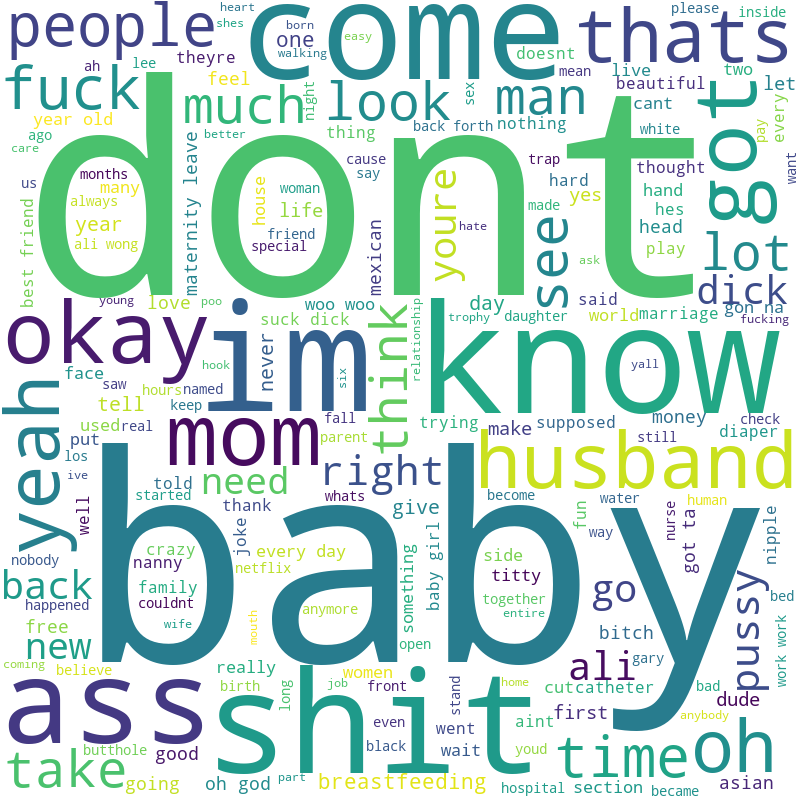 people
come
thats
heart
shes
born
one
walking
easy
please
inside
ah
lee
theyre
doesnt
mean
live
two
let
fuck
year old
ago
care
feel
much
better
night
look
thing
back forth
sex
man
nothing
beautiful
cant
white
pay
every
got
dont
us
months
many
always
year
ali wong
best friend
maternity leave
house
woman
life
friend
special
cause
say
mexican
youre
hate
made
hard
trap
yes
see
ask
thought
hand
hes
head
play
want
lot
dick
okay
young
love
poo
woo woo
suck dick
im
never
day
said
trophy
daughter
world
marriage
gon na
fucking
know
yall
relationship
think
face
saw
hours
named
hook
six
yeah
tell
used
real
keep
put
los
ive
well
mom
fall
parent
trying
make
supposed
money
still
check
diaper
husband
need
right
told
started
thank
whats
give
become
water
human
way
fun
nurse
got ta
nipple
baby
nobody
back
happened
free
new
coming
believe
crazy
nanny
family
couldnt
wife
joke
every day
netflix
anymore
mouth
something
open
baby girl
side
titty
together
entire
go
bitch
pussy
bed
work work
ass
really
birth
long
women
job
front
shit
stand
home
ali
gary
cut
catheter
bad
dude
anybody
first
aint
youd
went
wait
even
black
time
oh
take
butthole
good
going
oh god
part
breastfeeding
hospital
section
became
asian